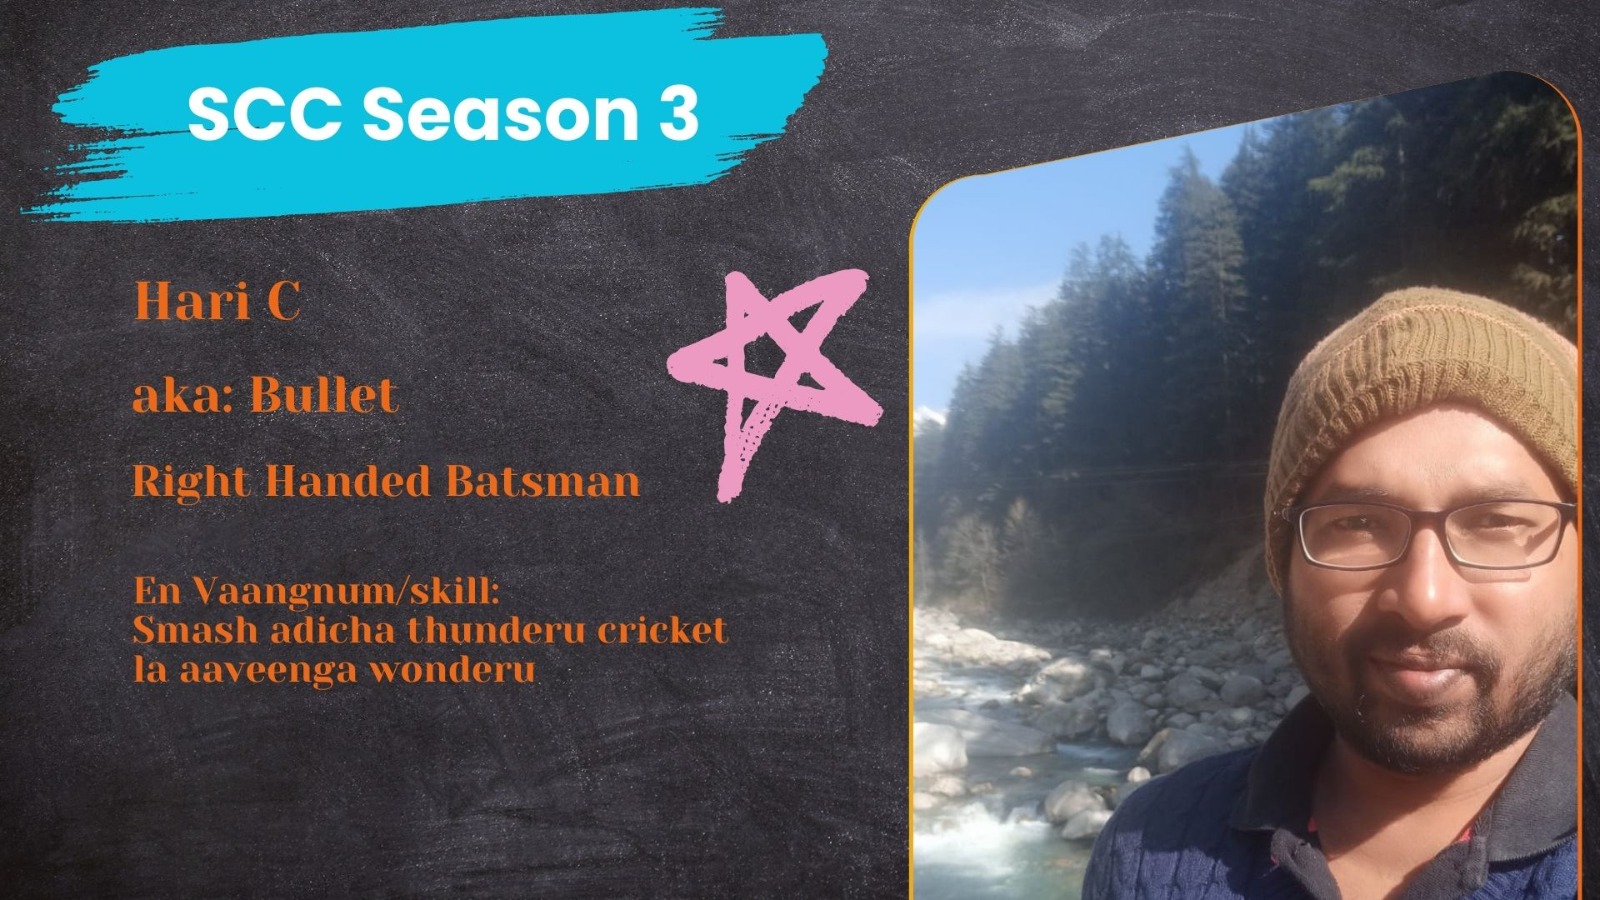 SCC Season 3
Hari C
aka: Bullet
Right Handed Batsman
En Vaangnum/skill:
Smash adicha thunderu cricket
la aaveenga wonderu